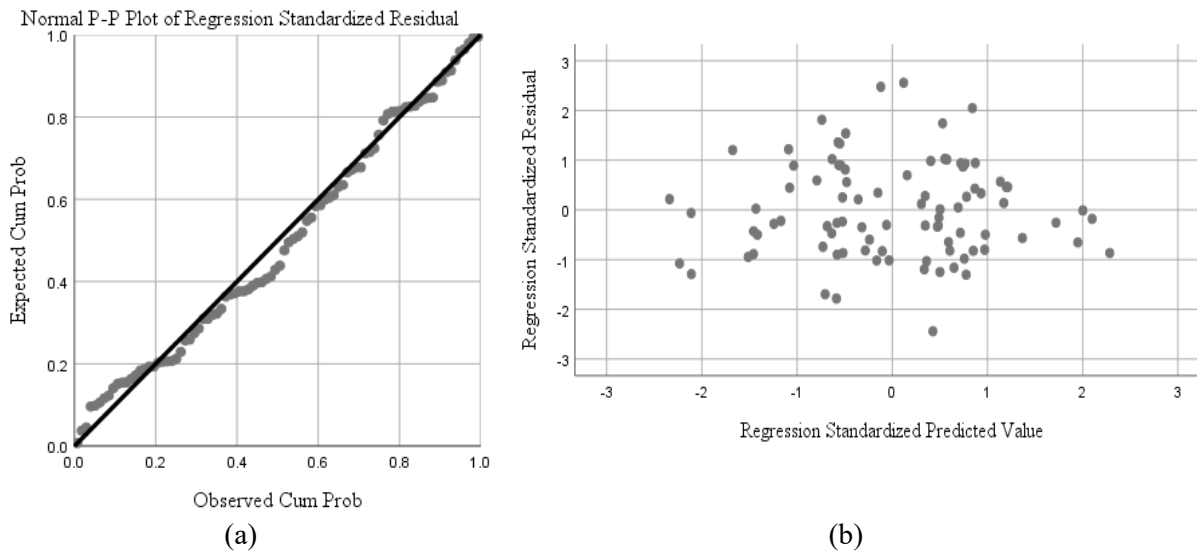 Normal P-P Plot of Regression Standardized Residual
Expected Cum Prob
1.0
0.8
0.6
0.4
0.2
0.0
0.0 0.2 0.4 0.6 0.8 1.0
Observed Cum Prob
(a)
Regression Standardized Residual
3
2
1
0
-1
-2
-3
-3 -2 -1 0 1 2 3
Regression Standardized Predicted Value
(b)